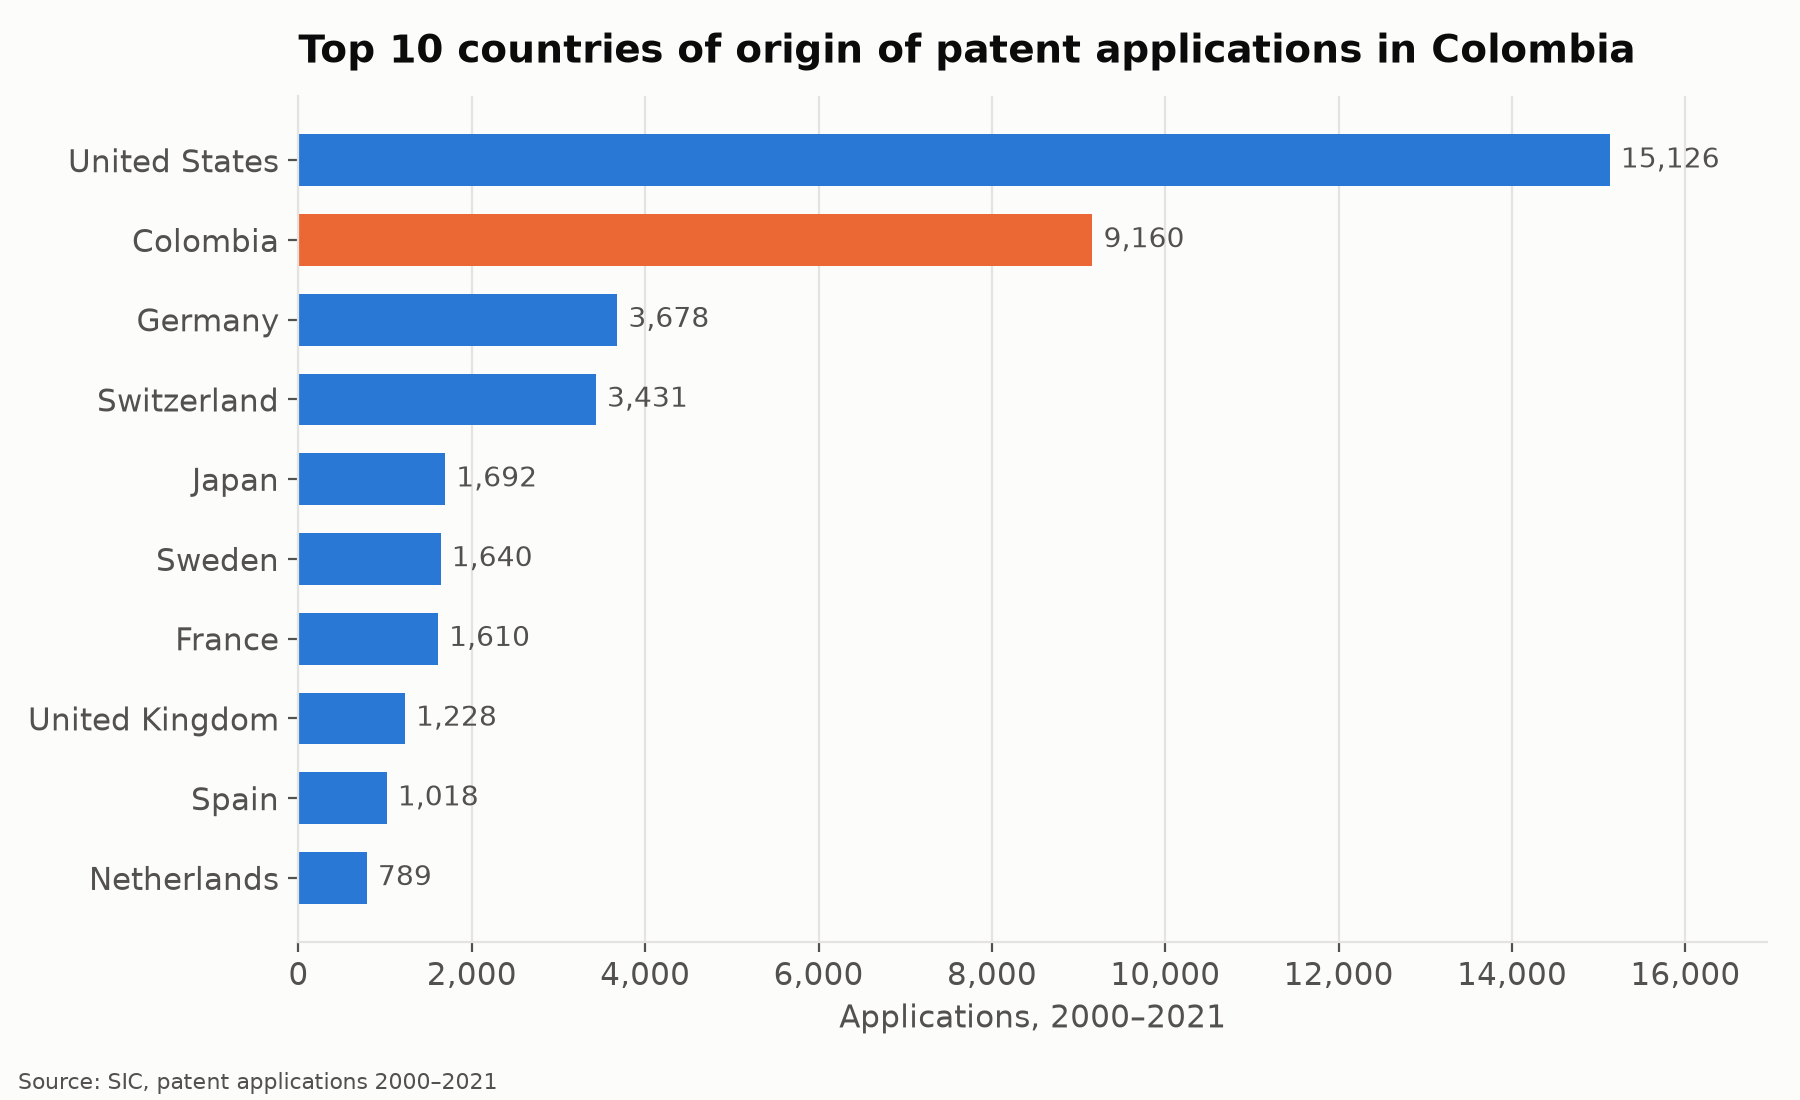 Top 10 countries of origin of patent applications in Colombia
United States 15,126
Colombia 9,160
Germany 3,678
Switzerland 3,431
Japan 1,692
Sweden 1,640
France 1,610
United Kingdom 1,228
Spain 1,018
Netherlands 789
0 2,000 4,000 6,000 8,000 10,000 12,000 14,000 16,000
Applications, 2000–2021
Source: SIC, patent applications 2000–2021